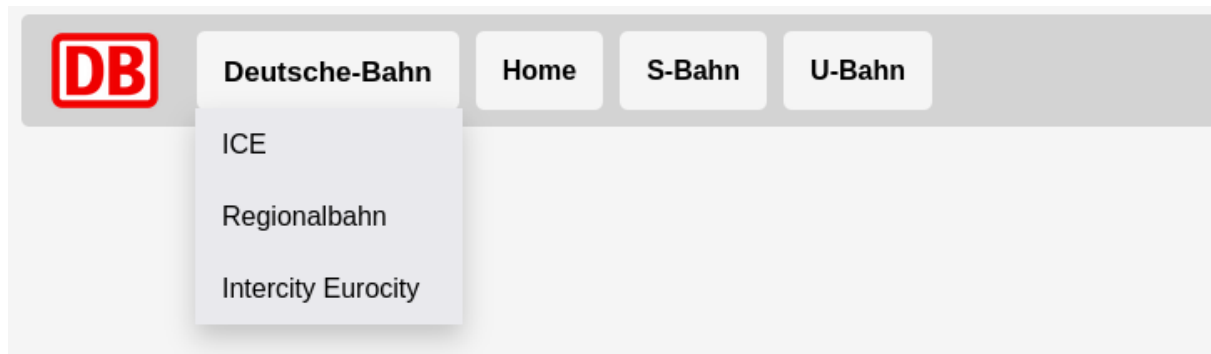 DB
Deutsche-Bahn Home S-Bahn U-Bahn
ICE
Regionalbahn
Intercity Eurocity